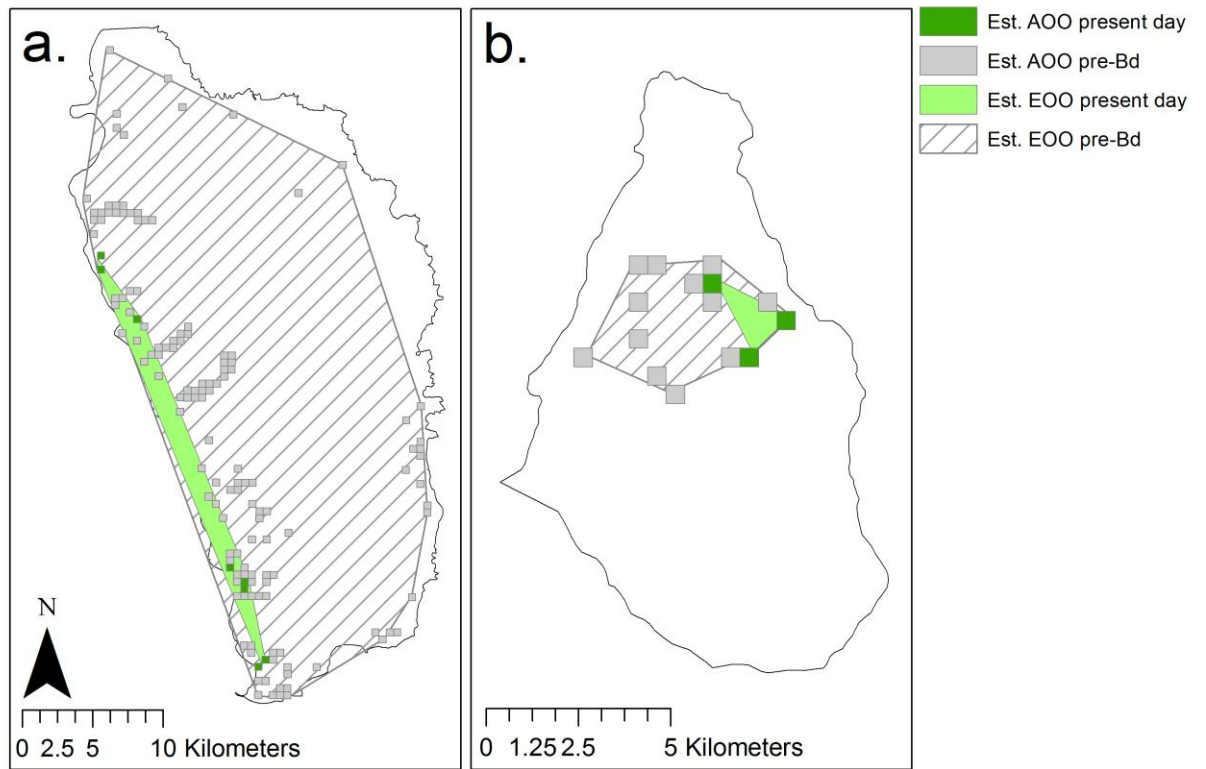 a.
b.
Est. AOO present day
Est. AOO pre-Bd
Est. EOO present day
Est. EOO pre-Bd
N
0 2.5 5 10 Kilometers
0 1.25 2.5 5 Kilometers